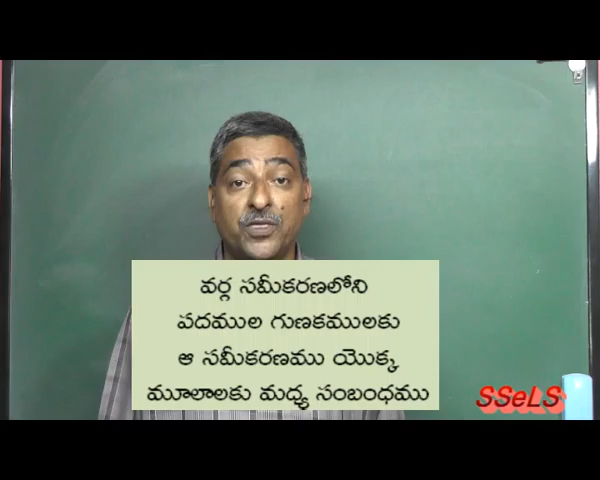 వర్గ సమీకరణలోని
పదముల గుణకములకు
ఆ సమీకరణము యొక్క
మూలాలకు మధ్య సంబంధము
SSeLS